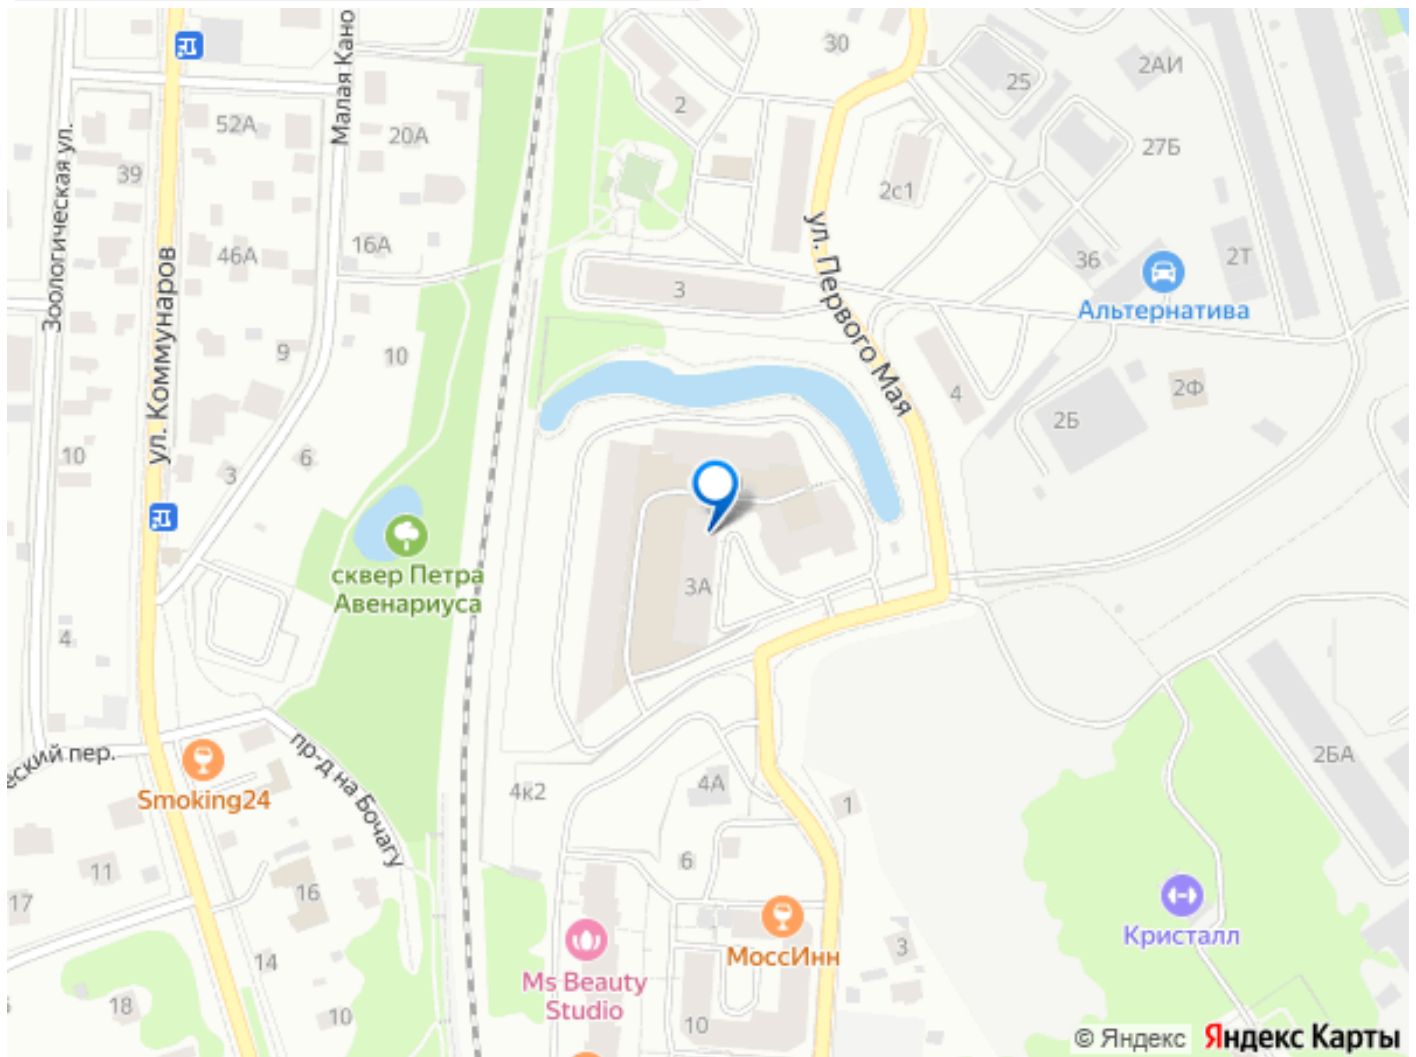 Малая Кано
30
2АИ
25
2
52А
20А
27Б
39
2с1
Зоологическая ул.
ул. Коммунаров
46А
16А
ул. Первого Мая
36
2Т
3
Альтернатива
9
10
4
2Ф
2Б
10
3
6
сквер Петра
Авенариуса
3А
4
еский пер.
пр-д на Бочагу
Smoking24
4к2
4А
1
2БА
11
16
6
17
14
18
10
Ms Beauty
Studio
МоссИнн
3
Кристалл
10
© Яндекс
Яндекс Карты